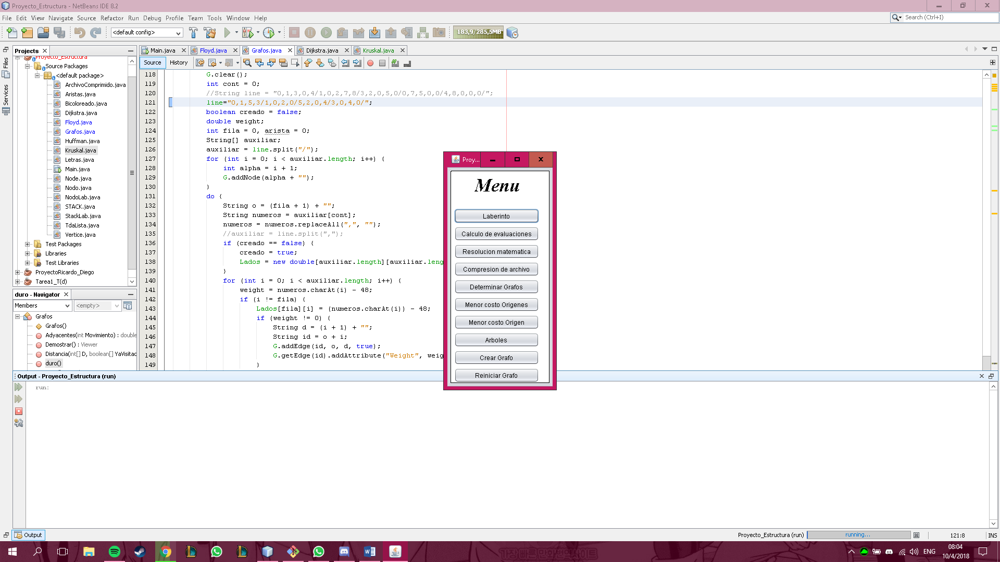 Proyecto_Estructura - NetBeans IDE 8.2
File Edit View Navigate Source Refactor Run Debug Profile Team Tools Window Help
Search (Ctrl+I)
<default config>
183,9/285,5MB
Files
Services
Projects
Proyecto_Estructura
Source Packages
<default package>
ArchivoComprimido.java
Aristas.java
Bicoloreado.java
Dijkstra.java
Floyd.java
Grafos.java
Huffman.java
Kruskal.java
Letras.java
Main.java
Node.java
Nodo.java
NodoLab.java
STACK.java
StackLab.java
TdaLista.java
Vertice.java
Test Packages
Libraries
Test Libraries
ProyectoRicardo_Diego
Tarea1_T(d)
duro - Navigator
Members <empty>
Grafos
Grafos()
Adyacentes(int Movimiento) : double
Demostrar() : Viewer
Distancia(int[] D, boolean[] YaVisitac
duro()
Main.java Floyd.java Grafos.java Dijkstra.java Kruskal.java
Source History
118 G.clear();
119 int cont = 0;
120 //String line = "0,1,3,0,4/1,0,2,7,8/3,2,0,5,0/0,7,5,0,0/4,8,0,0,0/";
121 line="0,1,5,3/1,0,2,0/5,2,0,4/3,0,4,0/";
122 boolean creado = false;
123 double weight;
124 int fila = 0, arista = 0;
125 String[] auxiliar;
126 auxiliar = line.split("/");
127 for (int i = 0; i < auxiliar.length; i++) {
128 int alpha = i + 1;
129 G.addNode(alpha + "");
130 }
131 do {
132 String o = (fila + 1) + "";
133 String numeros = auxiliar[cont];
134 numeros = numeros.replaceAll(",", "");
135 //auxiliar = line.split(",");
136 if (creado == false) {
137 creado = true;
138 Lados = new double[auxiliar.length][auxiliar.leng
139 }
140 for (int i = 0; i < auxiliar.length; i++) {
141 weight = numeros.charAt(i) - 48;
142 if (i != fila) {
143 Lados[fila][i] = (numeros.charAt(i)) - 48;
144 if (weight != 0) {
145 String d = (i + 1) + "";
146 String id = o + i;
147 G.addEdge(id, o, d, true);
148 G.getEdge(id).addAttribute("Weight", weig
149 }
Proy...
Menu
Laberinto
Calculo de evaluaciones
Resolucion matematica
Compresion de archivo
Determinar Grafos
Menor costo Origenes
Menor costo Origen
Arboles
Crear Grafo
Reiniciar Grafo
Output - Proyecto_Estructura (run)
run:
Output
Proyecto_Estructura (run) running... 121:8 INS
ENG
08:04
10/4/2018